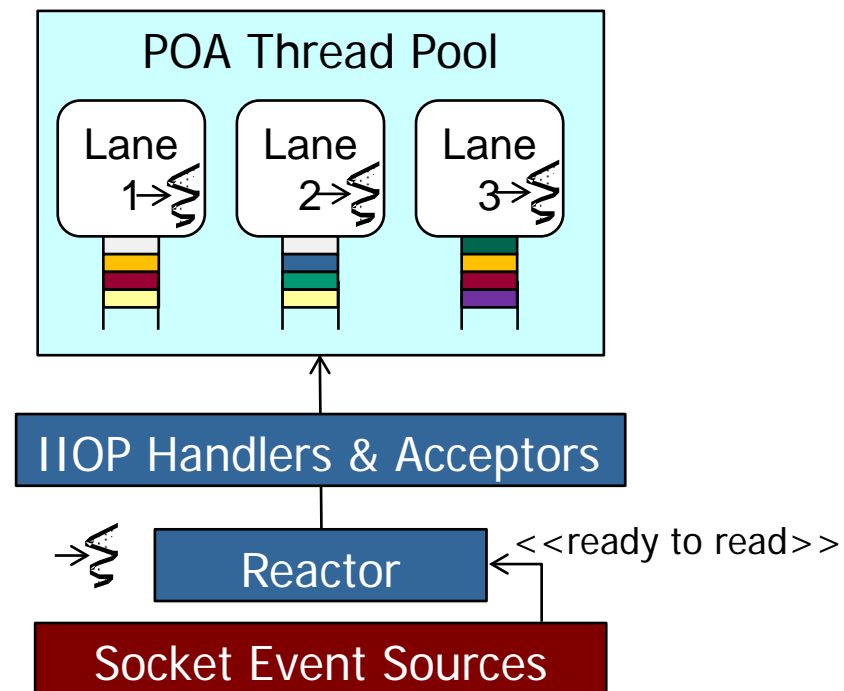 POA Thread Pool
Lane
1
Lane
2
Lane
3
IIOP Handlers & Acceptors
Reactor
<<ready to read>>
Socket Event Sources